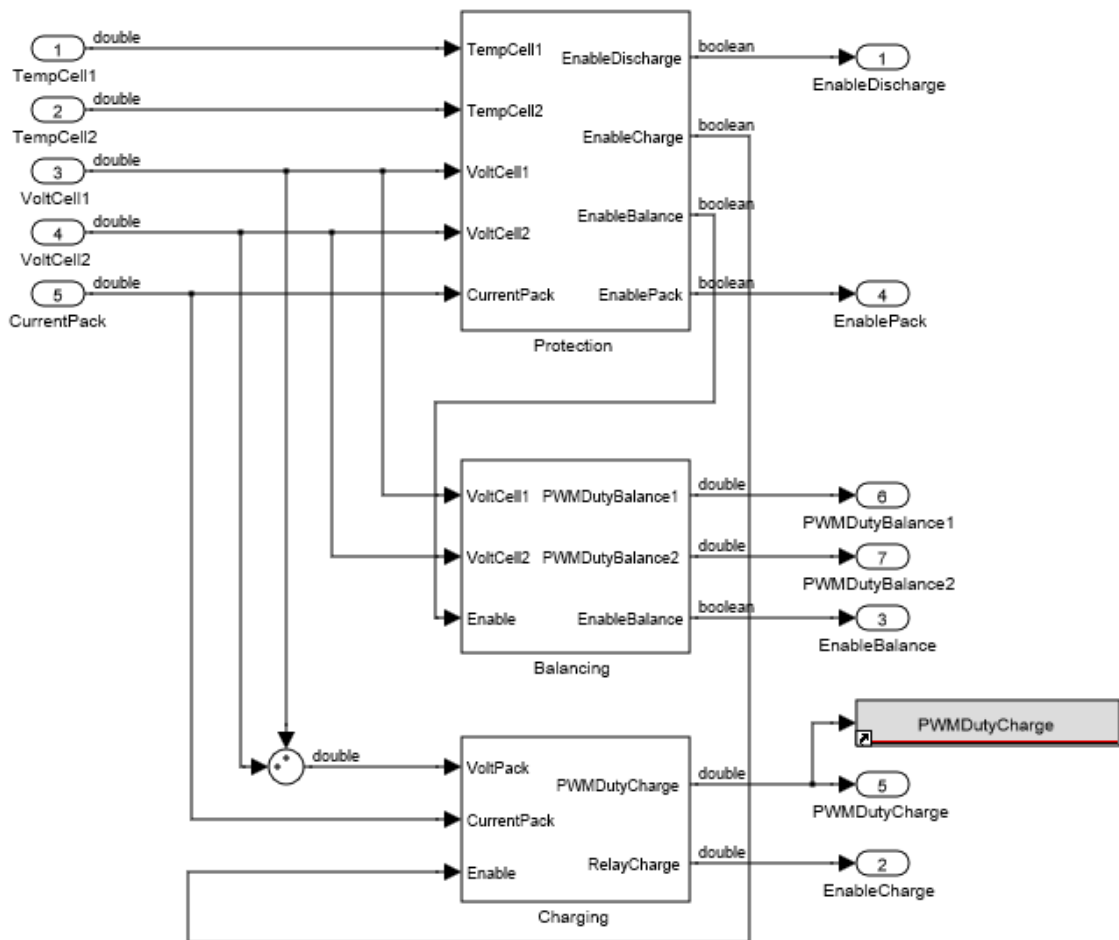 double
1
TempCell1
double
2
TempCell2
double
3
VoltCell1
double
4
VoltCell2
double
5
CurrentPack
TempCell1
TempCell2
VoltCell1
VoltCell2
CurrentPack
EnableDischarge
EnableCharge
EnableBalance
EnablePack
Protection
boolean
1
EnableDischarge
boolean
boolean
boolean
4
EnablePack
VoltCell1
VoltCell2
Enable
PWMDutyBalance1
PWMDutyBalance2
EnableBalance
Balancing
double
6
PWMDutyBalance1
double
7
PWMDutyBalance2
boolean
3
EnableBalance
double
VoltPack
CurrentPack
Enable
PWMDutyCharge
RelayCharge
Charging
PWMDutyCharge
double
5
PWMDutyCharge
double
2
EnableCharge